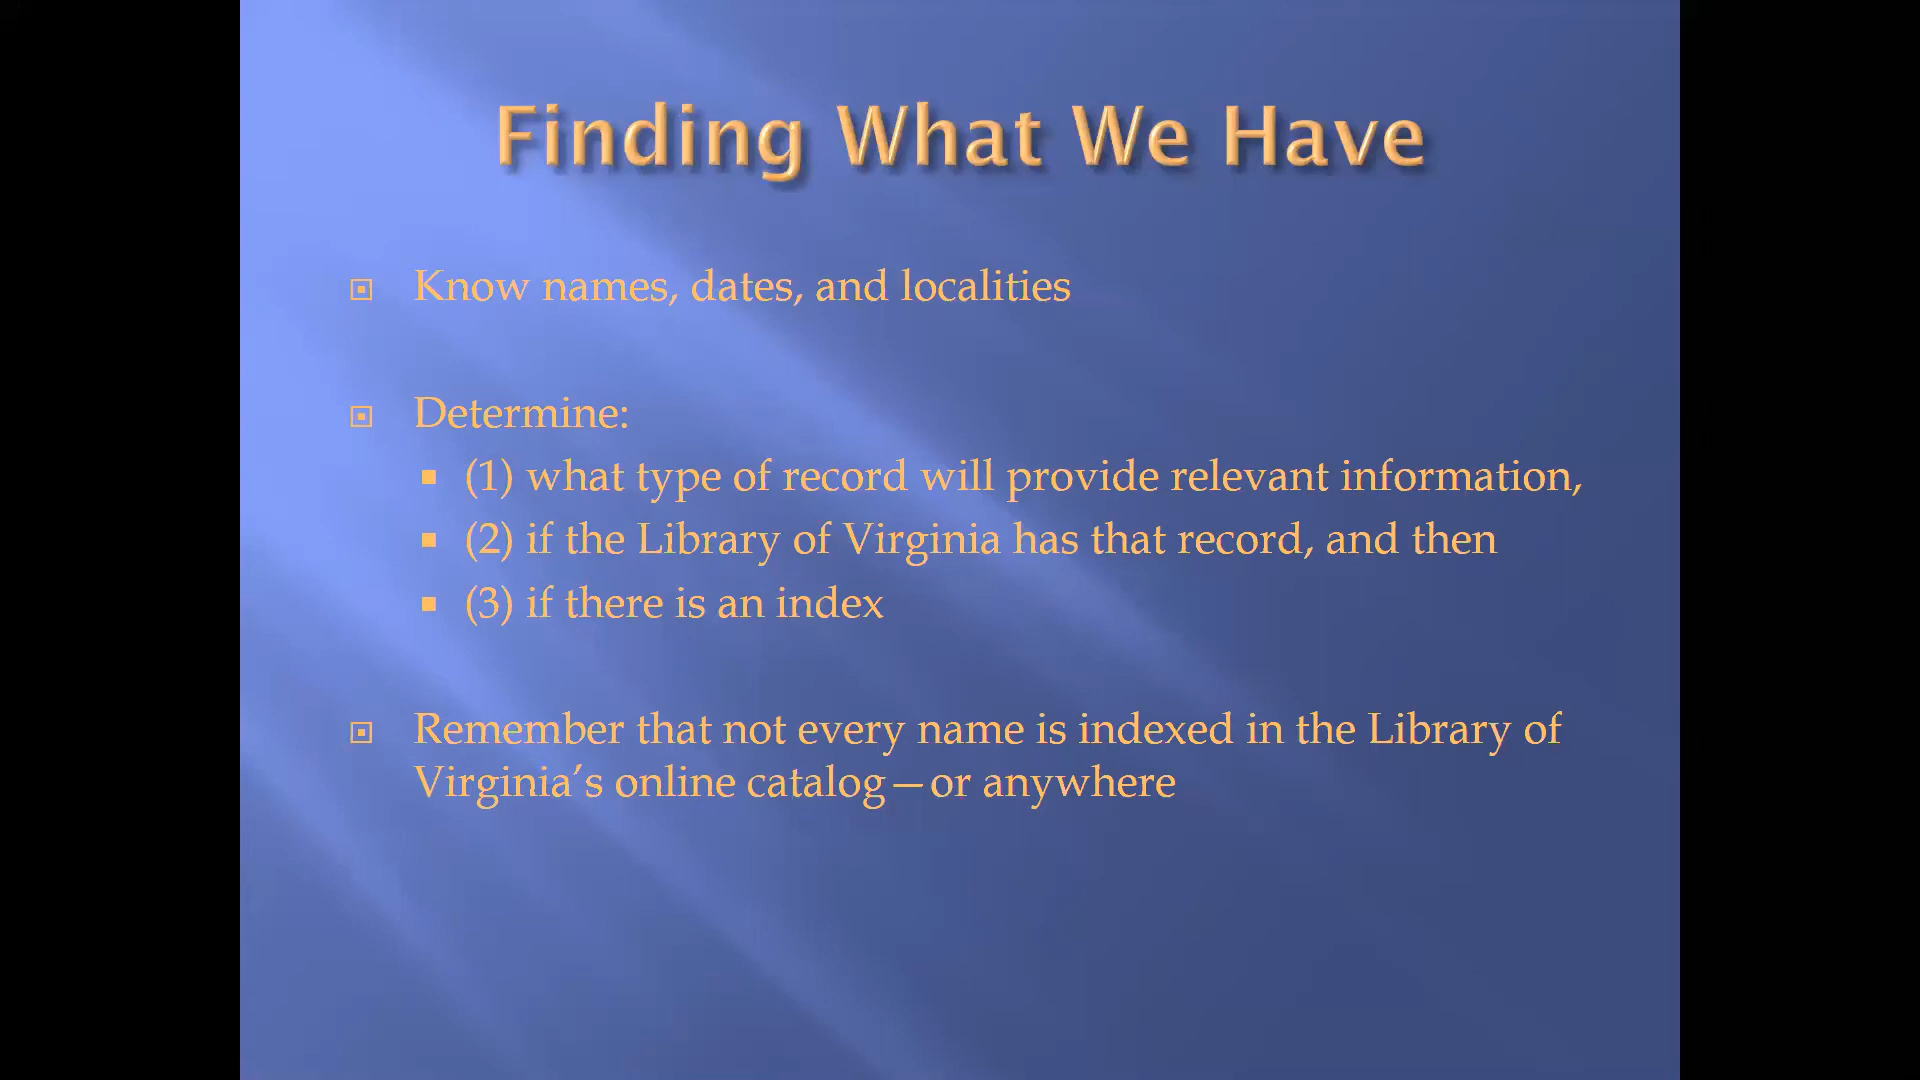 Finding What We Have
Know names, dates, and localities
Determine:
(1) what type of record will provide relevant information,
(2) if the Library of Virginia has that record, and then
(3) if there is an index
Remember that not every name is indexed in the Library of
Virginia’s online catalog—or anywhere